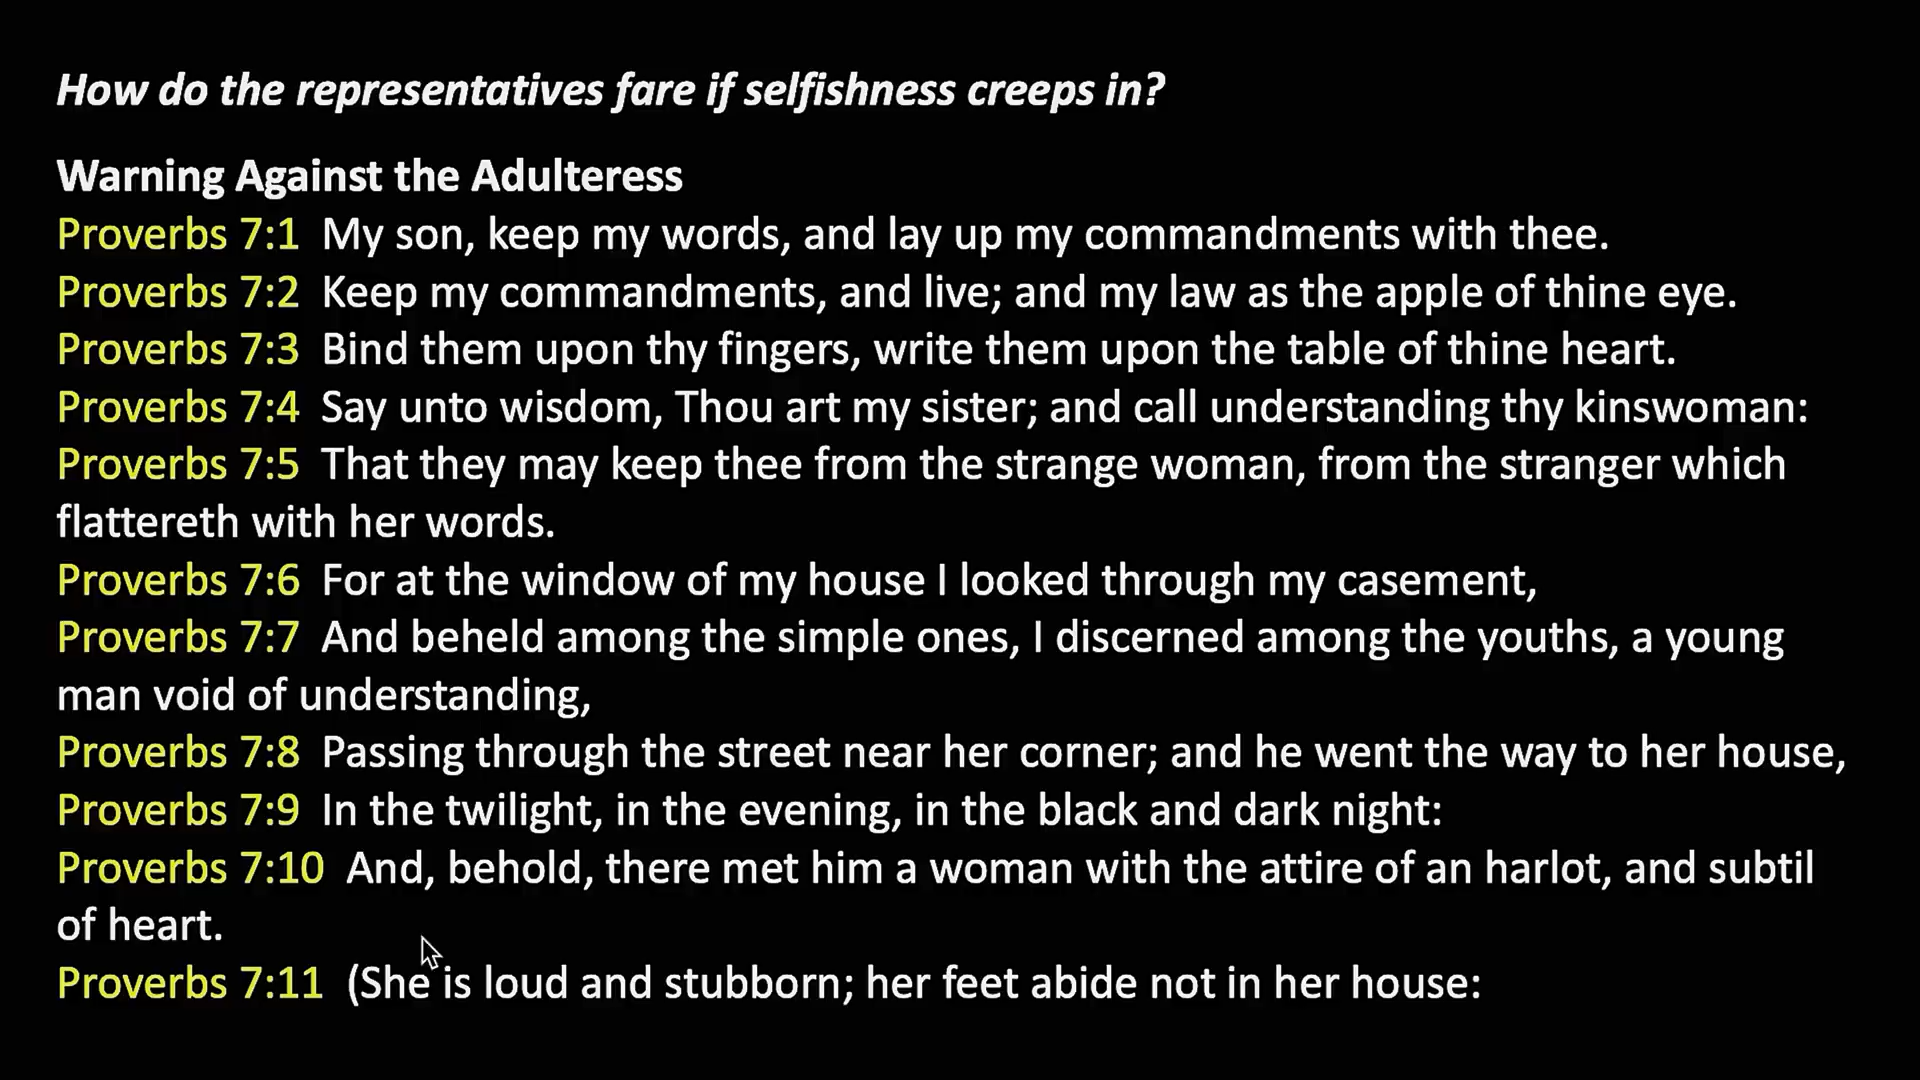 How do the representatives fare if selfishness creeps in?
Warning Against the Adulteress
Proverbs 7:1 My son, keep my words, and lay up my commandments with thee.
Proverbs 7:2 Keep my commandments, and live; and my law as the apple of thine eye.
Proverbs 7:3 Bind them upon thy fingers, write them upon the table of thine heart.
Proverbs 7:4 Say unto wisdom, Thou art my sister; and call understanding thy kinswoman:
Proverbs 7:5 That they may keep thee from the strange woman, from the stranger which
flattereth with her words.
Proverbs 7:6 For at the window of my house I looked through my casement,
Proverbs 7:7 And beheld among the simple ones, I discerned among the youths, a young
man void of understanding,
Proverbs 7:8 Passing through the street near her corner; and he went the way to her house,
Proverbs 7:9 In the twilight, in the evening, in the black and dark night:
Proverbs 7:10 And, behold, there met him a woman with the attire of an harlot, and subtil
of heart.
Proverbs 7:11 (She is loud and stubborn; her feet abide not in her house: